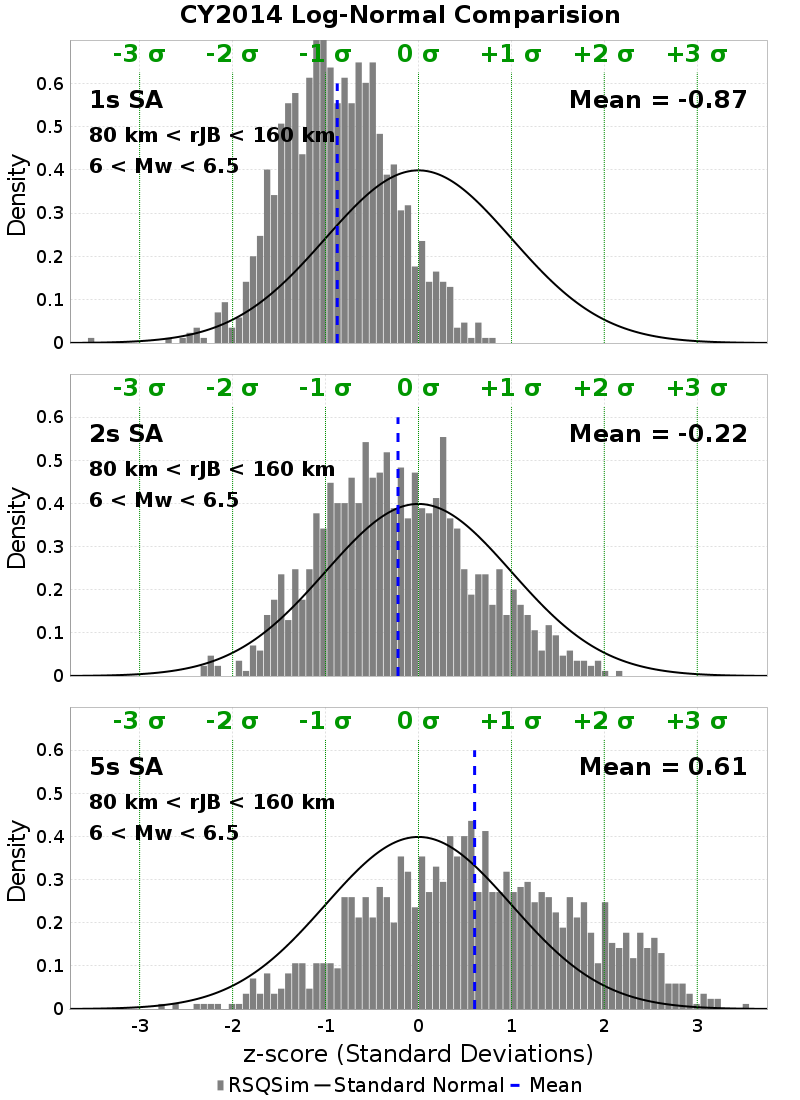 CY2014 Log-Normal Comparision
-3 σ -2 σ -1 σ 0 σ +1 σ +2 σ +3 σ
1s SA
Mean = -0.87
80 km < rJB < 160 km
6 < Mw < 6.5
0.6
0.5
0.4
0.3
0.2
0.1
0
Density
-3 σ -2 σ -1 σ 0 σ +1 σ +2 σ +3 σ
2s SA
Mean = -0.22
80 km < rJB < 160 km
6 < Mw < 6.5
0.6
0.5
0.4
0.3
0.2
0.1
0
Density
-3 σ -2 σ -1 σ 0 σ +1 σ +2 σ +3 σ
5s SA
Mean = 0.61
80 km < rJB < 160 km
6 < Mw < 6.5
0.6
0.5
0.4
0.3
0.2
0.1
0
Density
-3 -2 -1 0 1 2 3
z-score (Standard Deviations)
RSQSim Standard Normal Mean